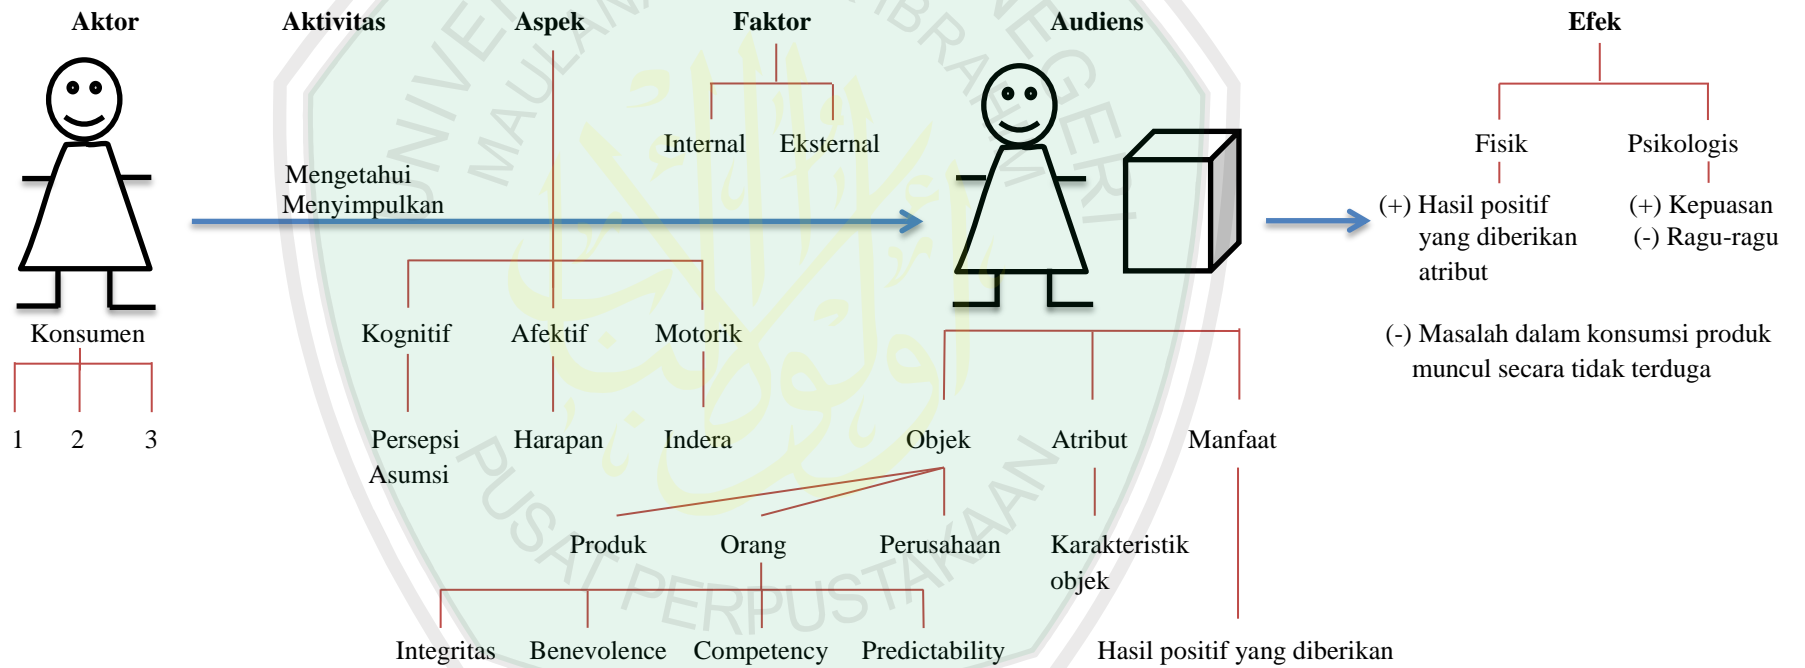 Aktor
Aktivitas
Aspek
Faktor
Audiens
Efek
Internal
Eksternal
Fisik
Psikologis
Mengetahui
Menyimpulkan
(+) Hasil positif
yang diberikan
atribut
(+) Kepuasan
(-) Ragu-ragu
(-) Masalah dalam konsumsi produk
muncul secara tidak terduga
Konsumen
1
2
3
Kognitif
Afektif
Motorik
Persepsi
Asumsi
Harapan
Indera
Objek
Atribut
Manfaat
Produk
Orang
Perusahaan
Karakteristik
objek
Integritas
Benevolence
Competency
Predictability
Hasil positif yang diberikan
PUSAT PERPUSTAKAAN